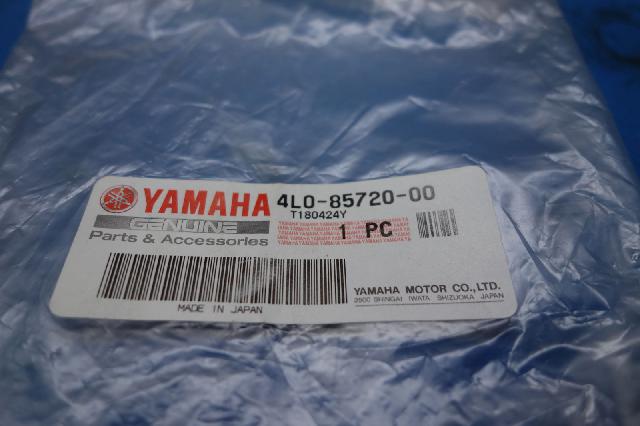 YAMAHA 4L0-85720-00
T180424Y
GENUINE
Parts & Accessories
1 PC
YAMAHA MOTOR CO.,LTD.
2500 SHINGAI IWATA SHIZUOKA JAPAN
MADE IN JAPAN